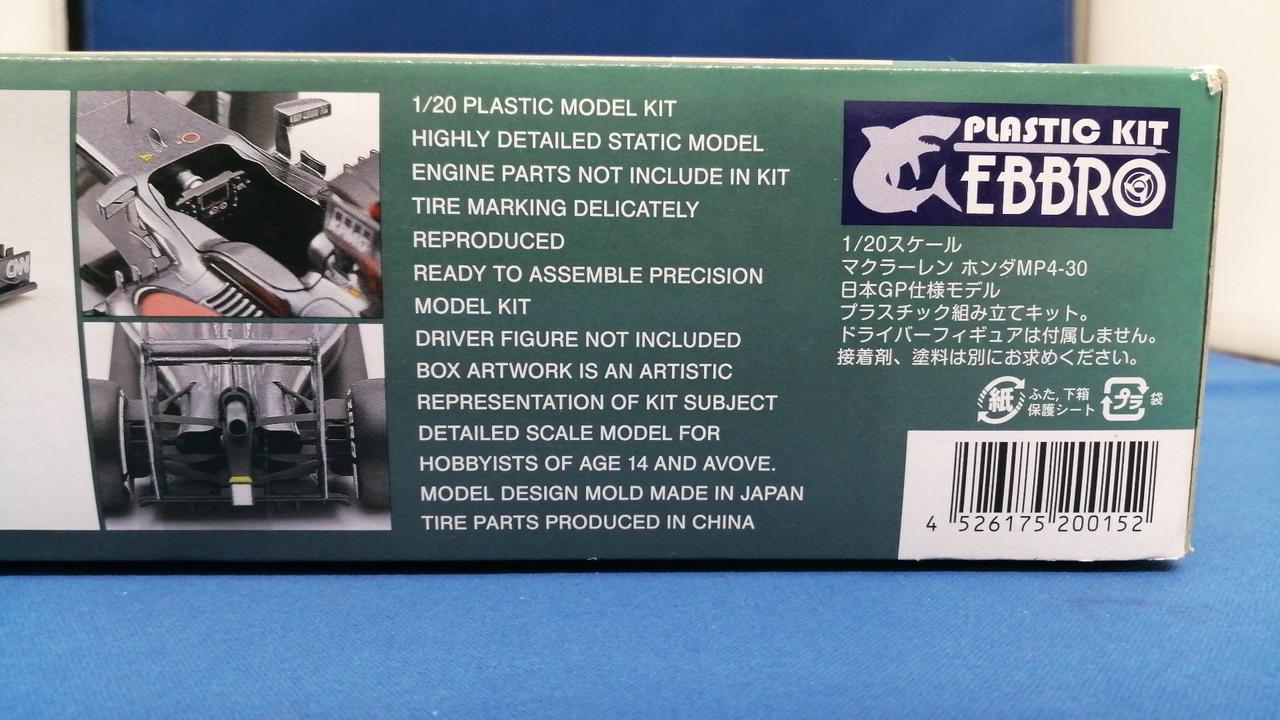 CNN
1/20 PLASTIC MODEL KIT
HIGHLY DETAILED STATIC MODEL
ENGINE PARTS NOT INCLUDE IN KIT
TIRE MARKING DELICATELY
REPRODUCED
READY TO ASSEMBLE PRECISION
MODEL KIT
DRIVER FIGURE NOT INCLUDED
BOX ARTWORK IS AN ARTISTIC
REPRESENTATION OF KIT SUBJECT
DETAILED SCALE MODEL FOR
HOBBYISTS OF AGE 14 AND AVOVE.
MODEL DESIGN MOLD MADE IN JAPAN
TIRE PARTS PRODUCED IN CHINA
PLASTIC KIT
EBBRO
1/20スケール
マクラーレン ホンダMP4-30
日本GP仕様モデル
プラスチック組み立てキット。
ドライバーフィギュアは付属しません。
接着剤、塗料は別にお求めください。
紙 ふた, 下箱
保護シート
プラ 袋
4 526175 200152